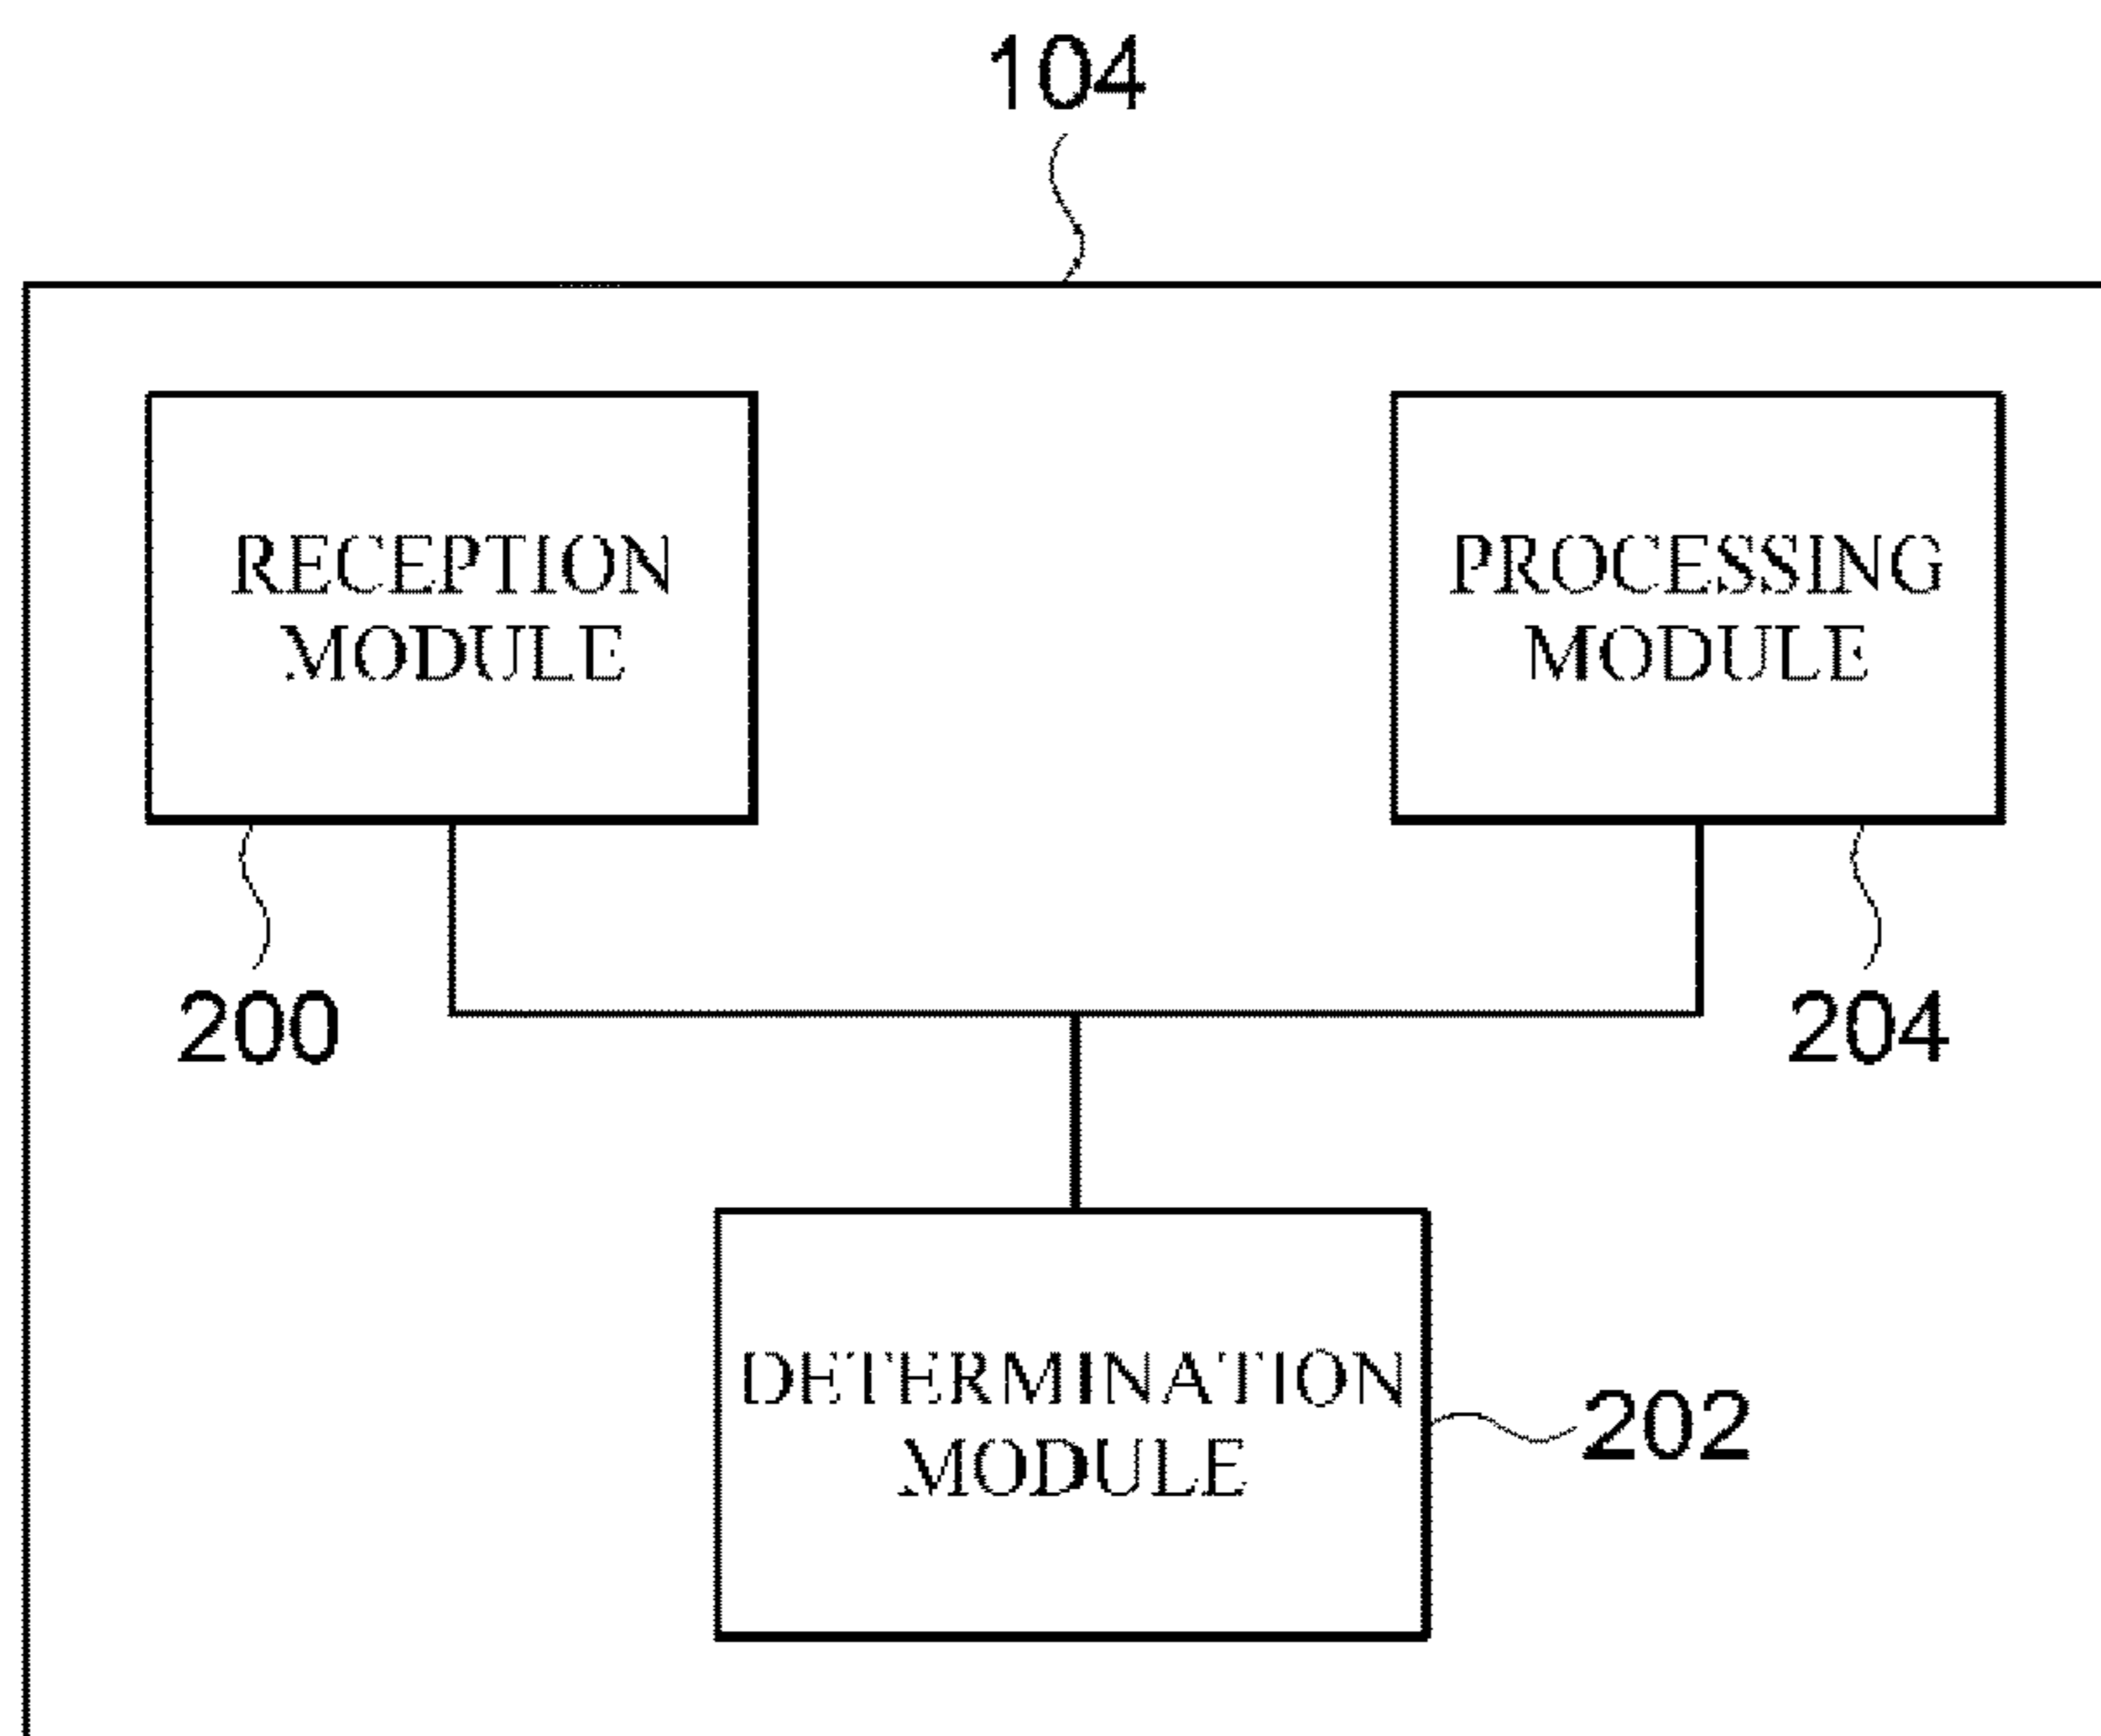 104
RECEPTION
MODULE
PROCESSING
MODULE
200
204
DETERMINATION
MODULE
202